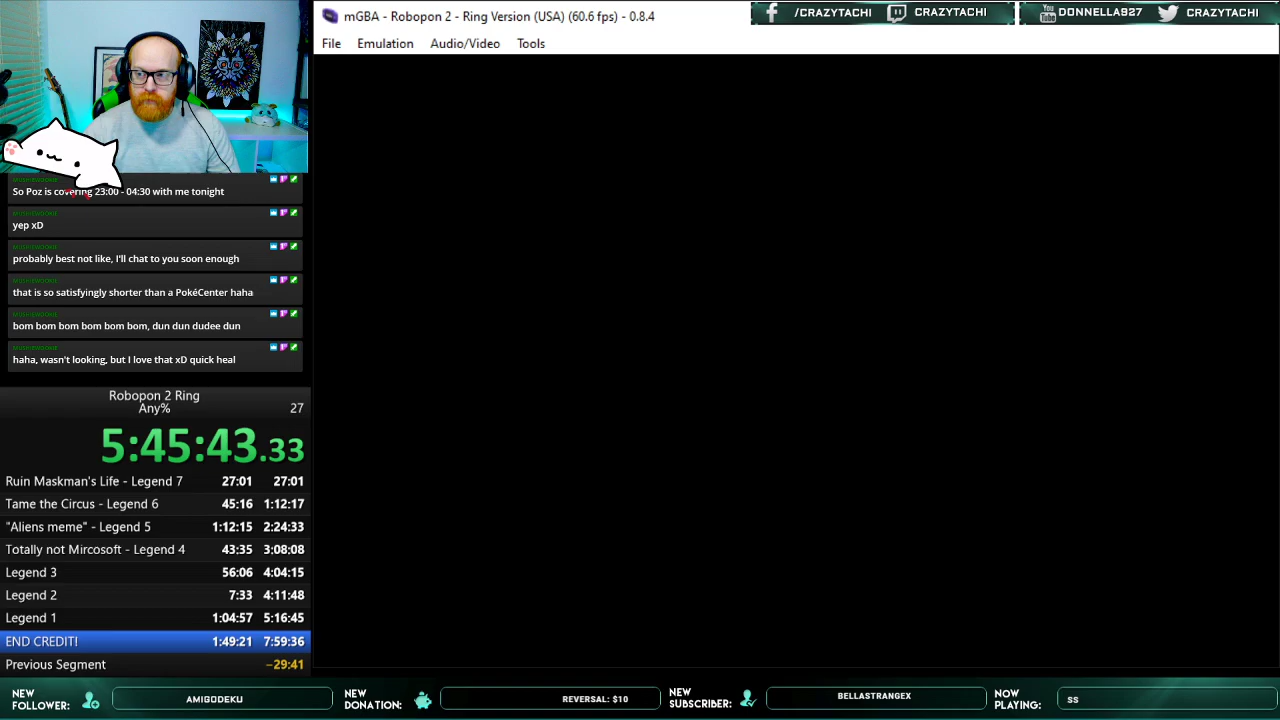 mGBA - Robopon 2 - Ring Version (USA) (60.6 fps) - 0.8.4
/CRAZYTACHI
CRAZYTACHI
You Tube DONNELLAB27
CRAZYTACHI
File Emulation Audio/Video Tools
So Poz is covering 23:00 - 04:30 with me tonight
yep xD
probably best not like, I'll chat to you soon enough
that is so satisfyingly shorter than a PokéCenter haha
bom bom bom bom bom bom, dun dun dudee dun
haha, wasn't looking, but I love that xD quick heal
Robopon 2 Ring
Any% 27
5:45:43.33
Ruin Maskman's Life - Legend 7 27:01 27:01
Tame the Circus - Legend 6 45:16 1:12:17
"Aliens meme" - Legend 5 1:12:15 2:24:33
Totally not Mircosoft - Legend 4 43:35 3:08:08
Legend 3 56:06 4:04:15
Legend 2 7:33 4:11:48
Legend 1 1:04:57 5:16:45
END CREDIT! 1:49:21 7:59:36
Previous Segment −29:41
NEW FOLLOWER: AMIGODEKU
NEW DONATION: REVERSAL: $10
NEW SUBSCRIBER: BELLASTRANGEX
NOW PLAYING: ss